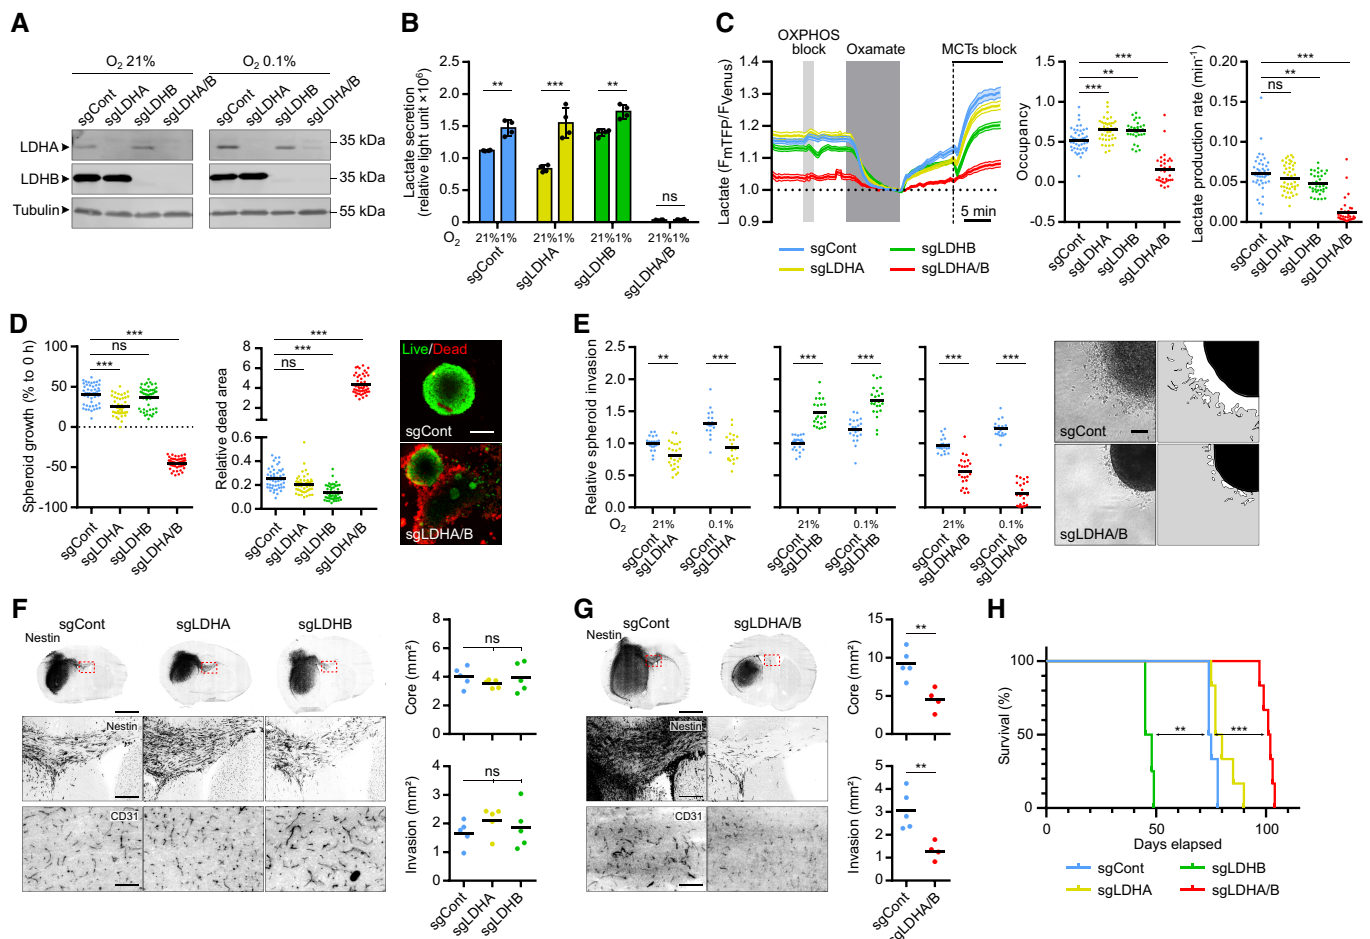 A
O₂ 21%
O₂ 0.1%
sgCont
sgLDHA
sgLDHB
sgLDHA/B
sgCont
sgLDHA
sgLDHB
sgLDHA/B
LDHA
35 kDa
LDHB
35 kDa
Tubulin
55 kDa
B
Lactate secretion
(relative light unit ×10⁶)
2.5
2.0
1.5
1.0
0.5
0
** *** ** ns
O₂ 21% 1% 21% 1% 21% 1% 21% 1%
sgCont
sgLDHA
sgLDHB
sgLDHA/B
C
OXPHOS
block
Oxamate
MCTs block
Lactate (FmTFP/FVenus)
1.4
1.3
1.2
1.1
1.0
0.9
5 min
sgCont
sgLDHA
sgLDHB
sgLDHA/B
Occupancy
***
**
***
1.5
1.0
0.5
0
-0.5
sgCont
sgLDHA
sgLDHB
sgLDHA/B
Lactate production rate (min⁻¹)
***
**
ns
0.20
0.15
0.10
0.05
0.00
sgCont
sgLDHA
sgLDHB
sgLDHA/B
D
Spheroid growth (% to 0 h)
***
ns
***
100
50
0
-50
-100
sgCont
sgLDHA
sgLDHB
sgLDHA/B
Relative dead area
***
***
ns
8
6
4
2
0.6
0.4
0.2
0
sgCont
sgLDHA
sgLDHB
sgLDHA/B
Live/Dead
sgCont
sgLDHA/B
E
Relative spheroid invasion
2.5
2.0
1.5
1.0
0.5
0
** ***
*** ***
*** ***
O₂ 21% 0.1% 21% 0.1% 21% 0.1%
sgCont
sgLDHA
sgCont
sgLDHA
sgCont
sgLDHB
sgCont
sgLDHB
sgCont
sgLDHA/B
sgCont
sgLDHA/B
sgCont
sgLDHA/B
F
sgCont sgLDHA sgLDHB
Nestin
Nestin
CD31
Core (mm²)
ns
6
4
2
0
Invasion (mm²)
ns
4
3
2
1
0
sgCont
sgLDHA
sgLDHB
G
sgCont sgLDHA/B
Nestin
Nestin
CD31
Core (mm²)
**
15
10
5
0
Invasion (mm²)
**
5
4
3
2
1
0
sgCont
sgLDHA/B
H
Survival (%)
100
50
0
** ***
0 50 100
Days elapsed
sgCont
sgLDHA
sgLDHB
sgLDHA/B